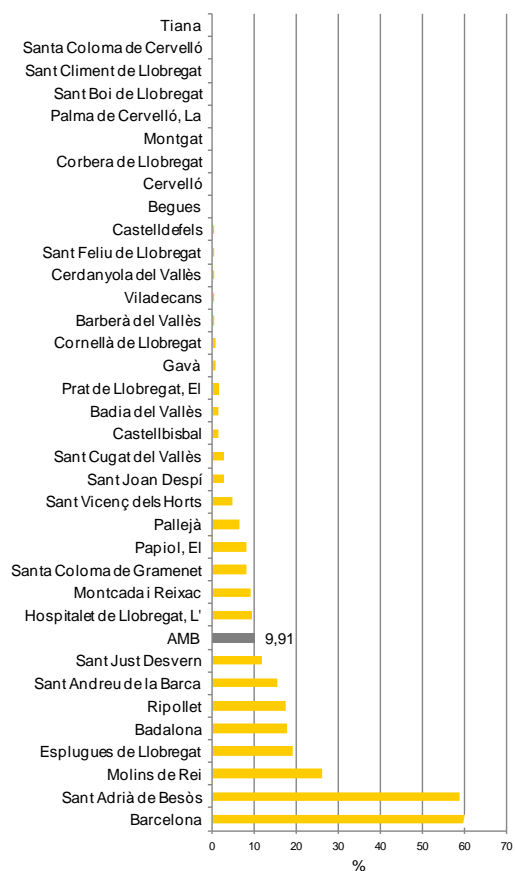 Tiana
Santa Coloma de Cervelló
Sant Climent de Llobregat
Sant Boi de Llobregat
Palma de Cervelló, La
Montgat
Corbera de Llobregat
Cervelló
Begues
Castelldefels
Sant Feliu de Llobregat
Cerdanyola del Vallès
Viladecans
Barberà del Vallès
Cornellà de Llobregat
Gavà
Prat de Llobregat, El
Badia del Vallès
Castellbisbal
Sant Cugat del Vallès
Sant Joan Despí
Sant Vicenç dels Horts
Pallejà
Papiol, El
Santa Coloma de Gramenet
Montcada i Reixac
Hospitalet de Llobregat, L'
AMB 9,91
Sant Just Desvern
Sant Andreu de la Barca
Ripollet
Badalona
Esplugues de Llobregat
Molins de Rei
Sant Adrià de Besòs
Barcelona
0 10 20 30 40 50 60 70
%